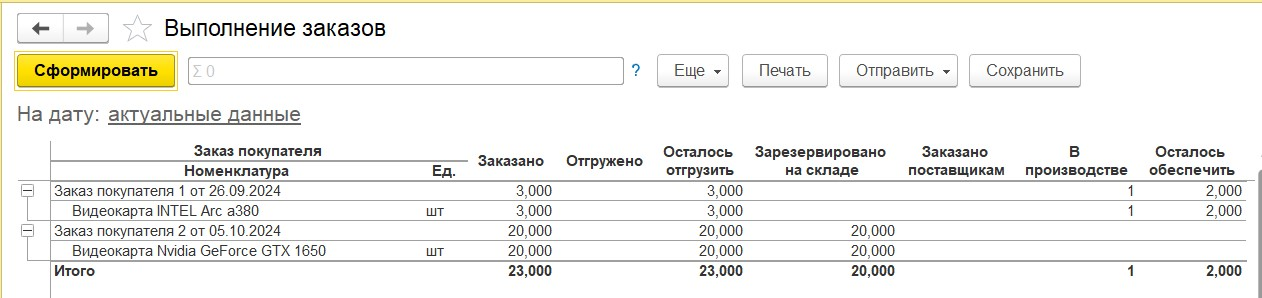 Выполнение заказов
Сформировать Σ 0 ? Еще Печать Отправить Сохранить
На дату: актуальные данные
Заказ покупателя Заказано Отгружено Осталось отгрузить Зарезервировано на складе Заказано поставщикам В производстве Осталось обеспечить
Номенклатура Ед.
Заказ покупателя 1 от 26.09.2024 3,000 3,000 1 2,000
Видеокарта INTEL Arc a380 шт 3,000 3,000 1 2,000
Заказ покупателя 2 от 05.10.2024 20,000 20,000 20,000
Видеокарта Nvidia GeForce GTX 1650 шт 20,000 20,000 20,000
Итого 23,000 23,000 20,000 1 2,000